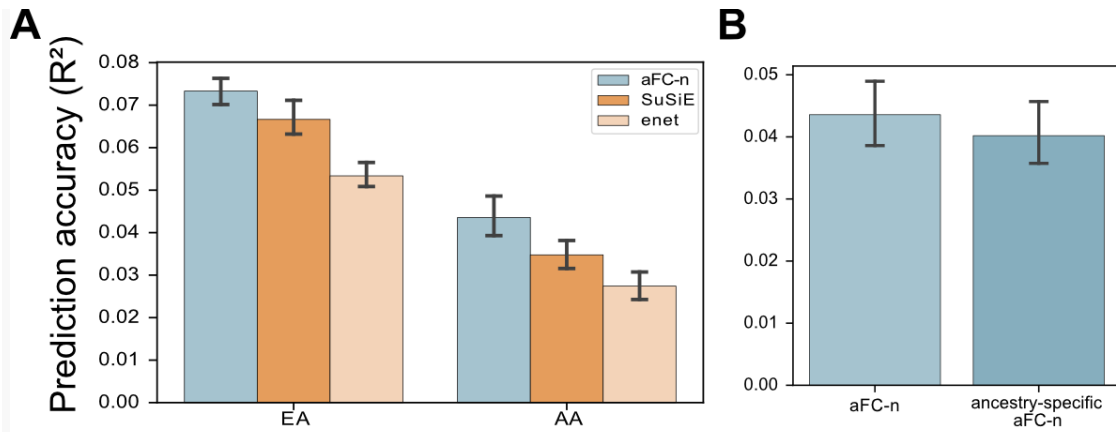 A
Prediction accuracy (R²)
0.08
0.07
0.06
0.05
0.04
0.03
0.02
0.01
0.00
EA
AA
aFC-n
SuSiE
enet
B
0.05
0.04
0.03
0.02
0.01
0.00
aFC-n
ancestry-specific
aFC-n